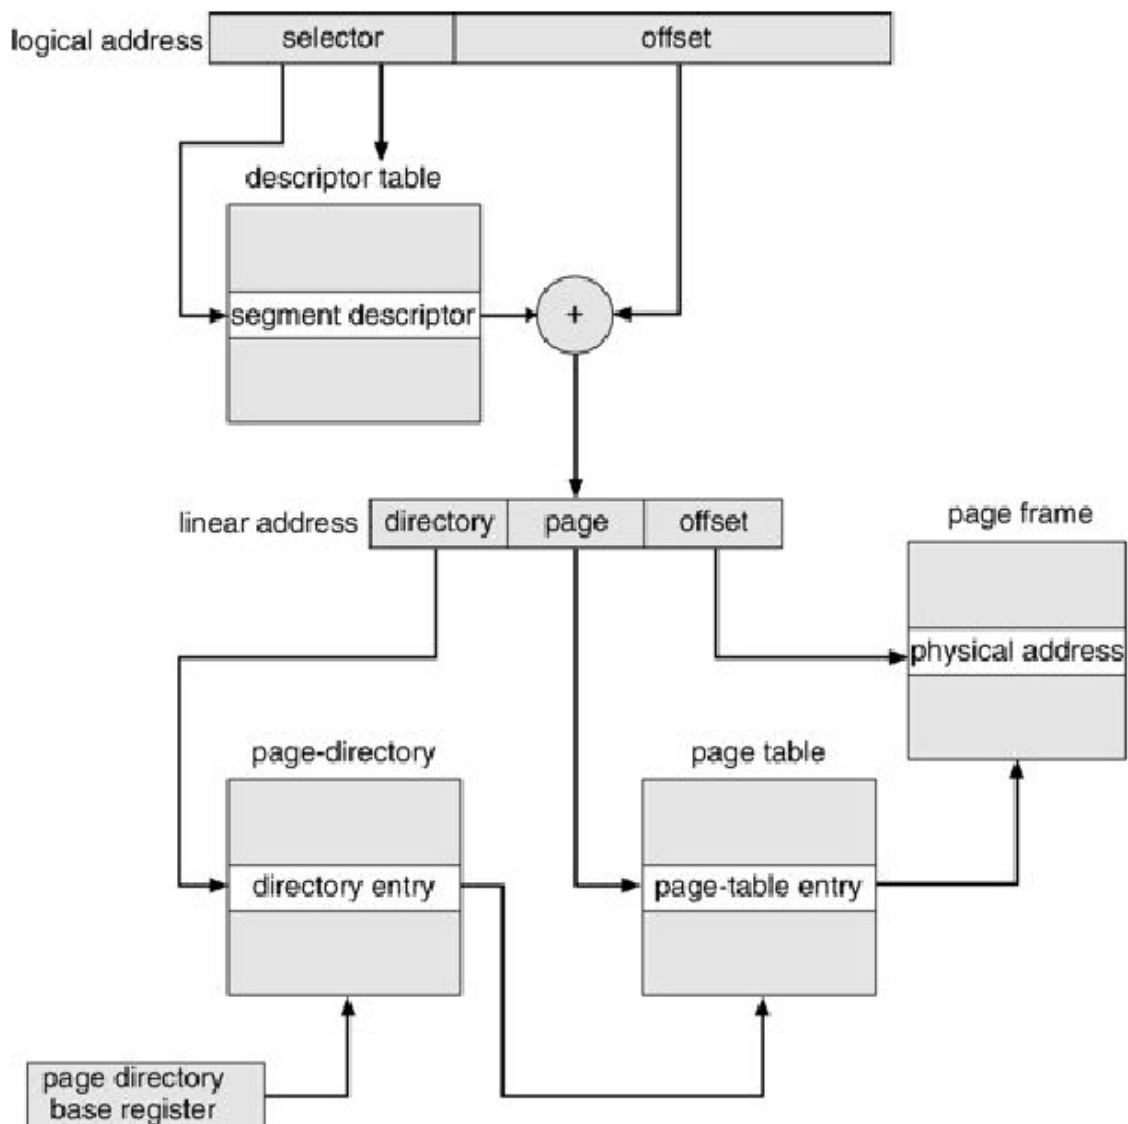 logical address
selector
offset
descriptor table
segment descriptor
+
linear address
directory
page
offset
page frame
physical address
page-directory
page table
directory entry
page-table entry
page directory
base register